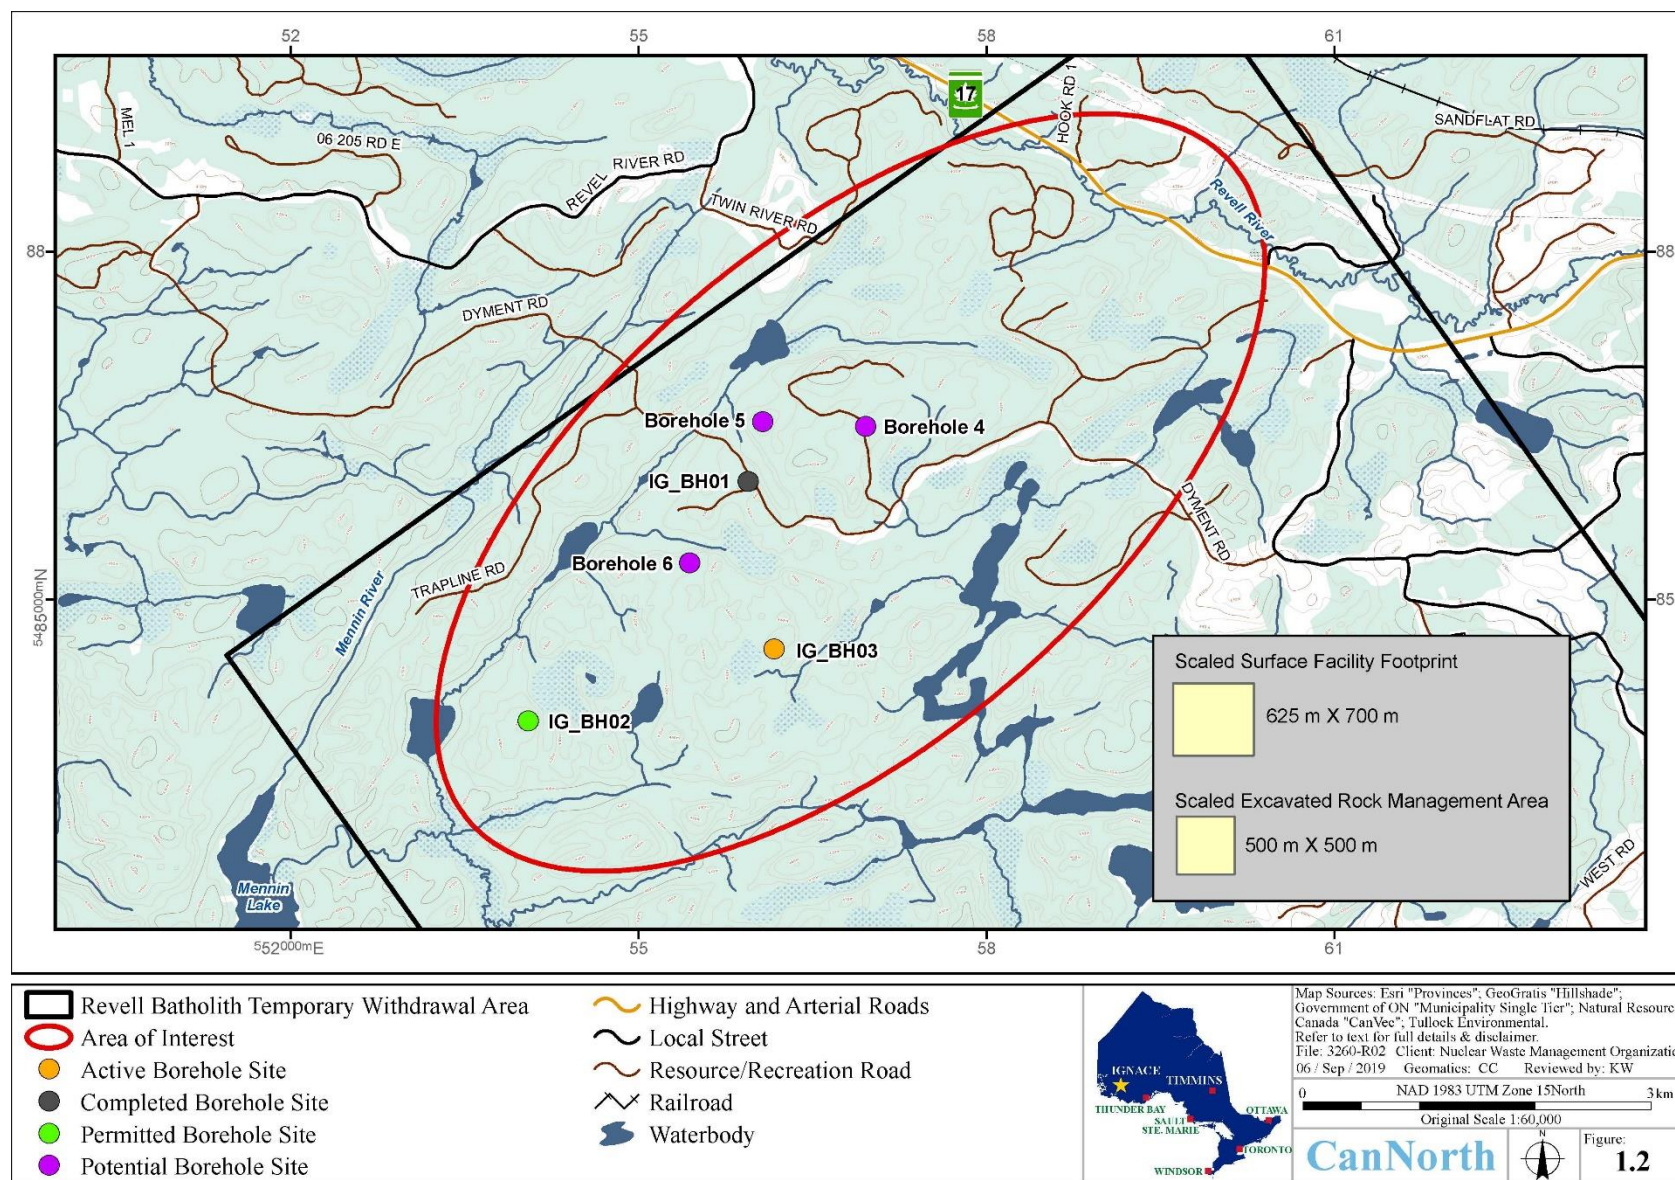 52 55 58 61
17
MEL 1
06 205 RD E
REVEL RIVER RD
TWIN RIVER RD
HOOK RD 1
SANDFLAT RD
Revell River
88
88
DYMENT RD
Borehole 5
Borehole 4
IG_BH01
DYMENT RD
Borehole 6
TRAPLINE RD
Mennin River
5485000mN
85
IG_BH03
IG_BH02
Scaled Surface Facility Footprint
625 m X 700 m
Scaled Excavated Rock Management Area
500 m X 500 m
WEST RD
Mennin
Lake
552000mE 55 58 61
Revell Batholith Temporary Withdrawal Area
Area of Interest
Active Borehole Site
Completed Borehole Site
Permitted Borehole Site
Potential Borehole Site
Highway and Arterial Roads
Local Street
Resource/Recreation Road
Railroad
Waterbody
IGNACE
TIMMINS
THUNDER BAY
SAULT
STE. MARIE
OTTAWA
TORONTO
WINDSOR
Map Sources: Esri "Provinces"; GeoGratis "Hillshade";
Government of ON "Municipality Single Tier"; Natural Resourc
Canada "CanVec"; Tullock Environmental.
Refer to text for full details & disclaimer.
File: 3260-R02 Client: Nuclear Waste Management Organizatio
06 / Sep / 2019 Geomatics: CC Reviewed by: KW
0 NAD 1983 UTM Zone 15North 3 km
Original Scale 1:60,000
CanNorth
N
Figure:
1.2